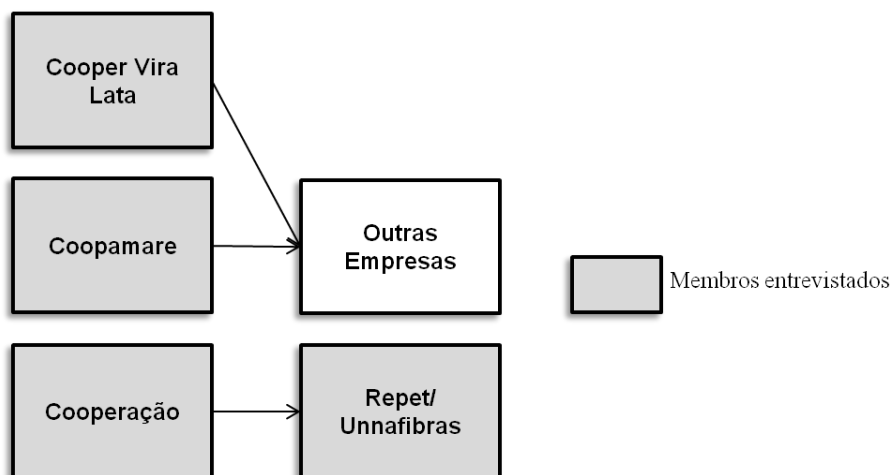 Cooper Vira
Lata
Coopamare
Outras
Empresas
Membros entrevistados
Cooperação
Repet/
Unnafibras